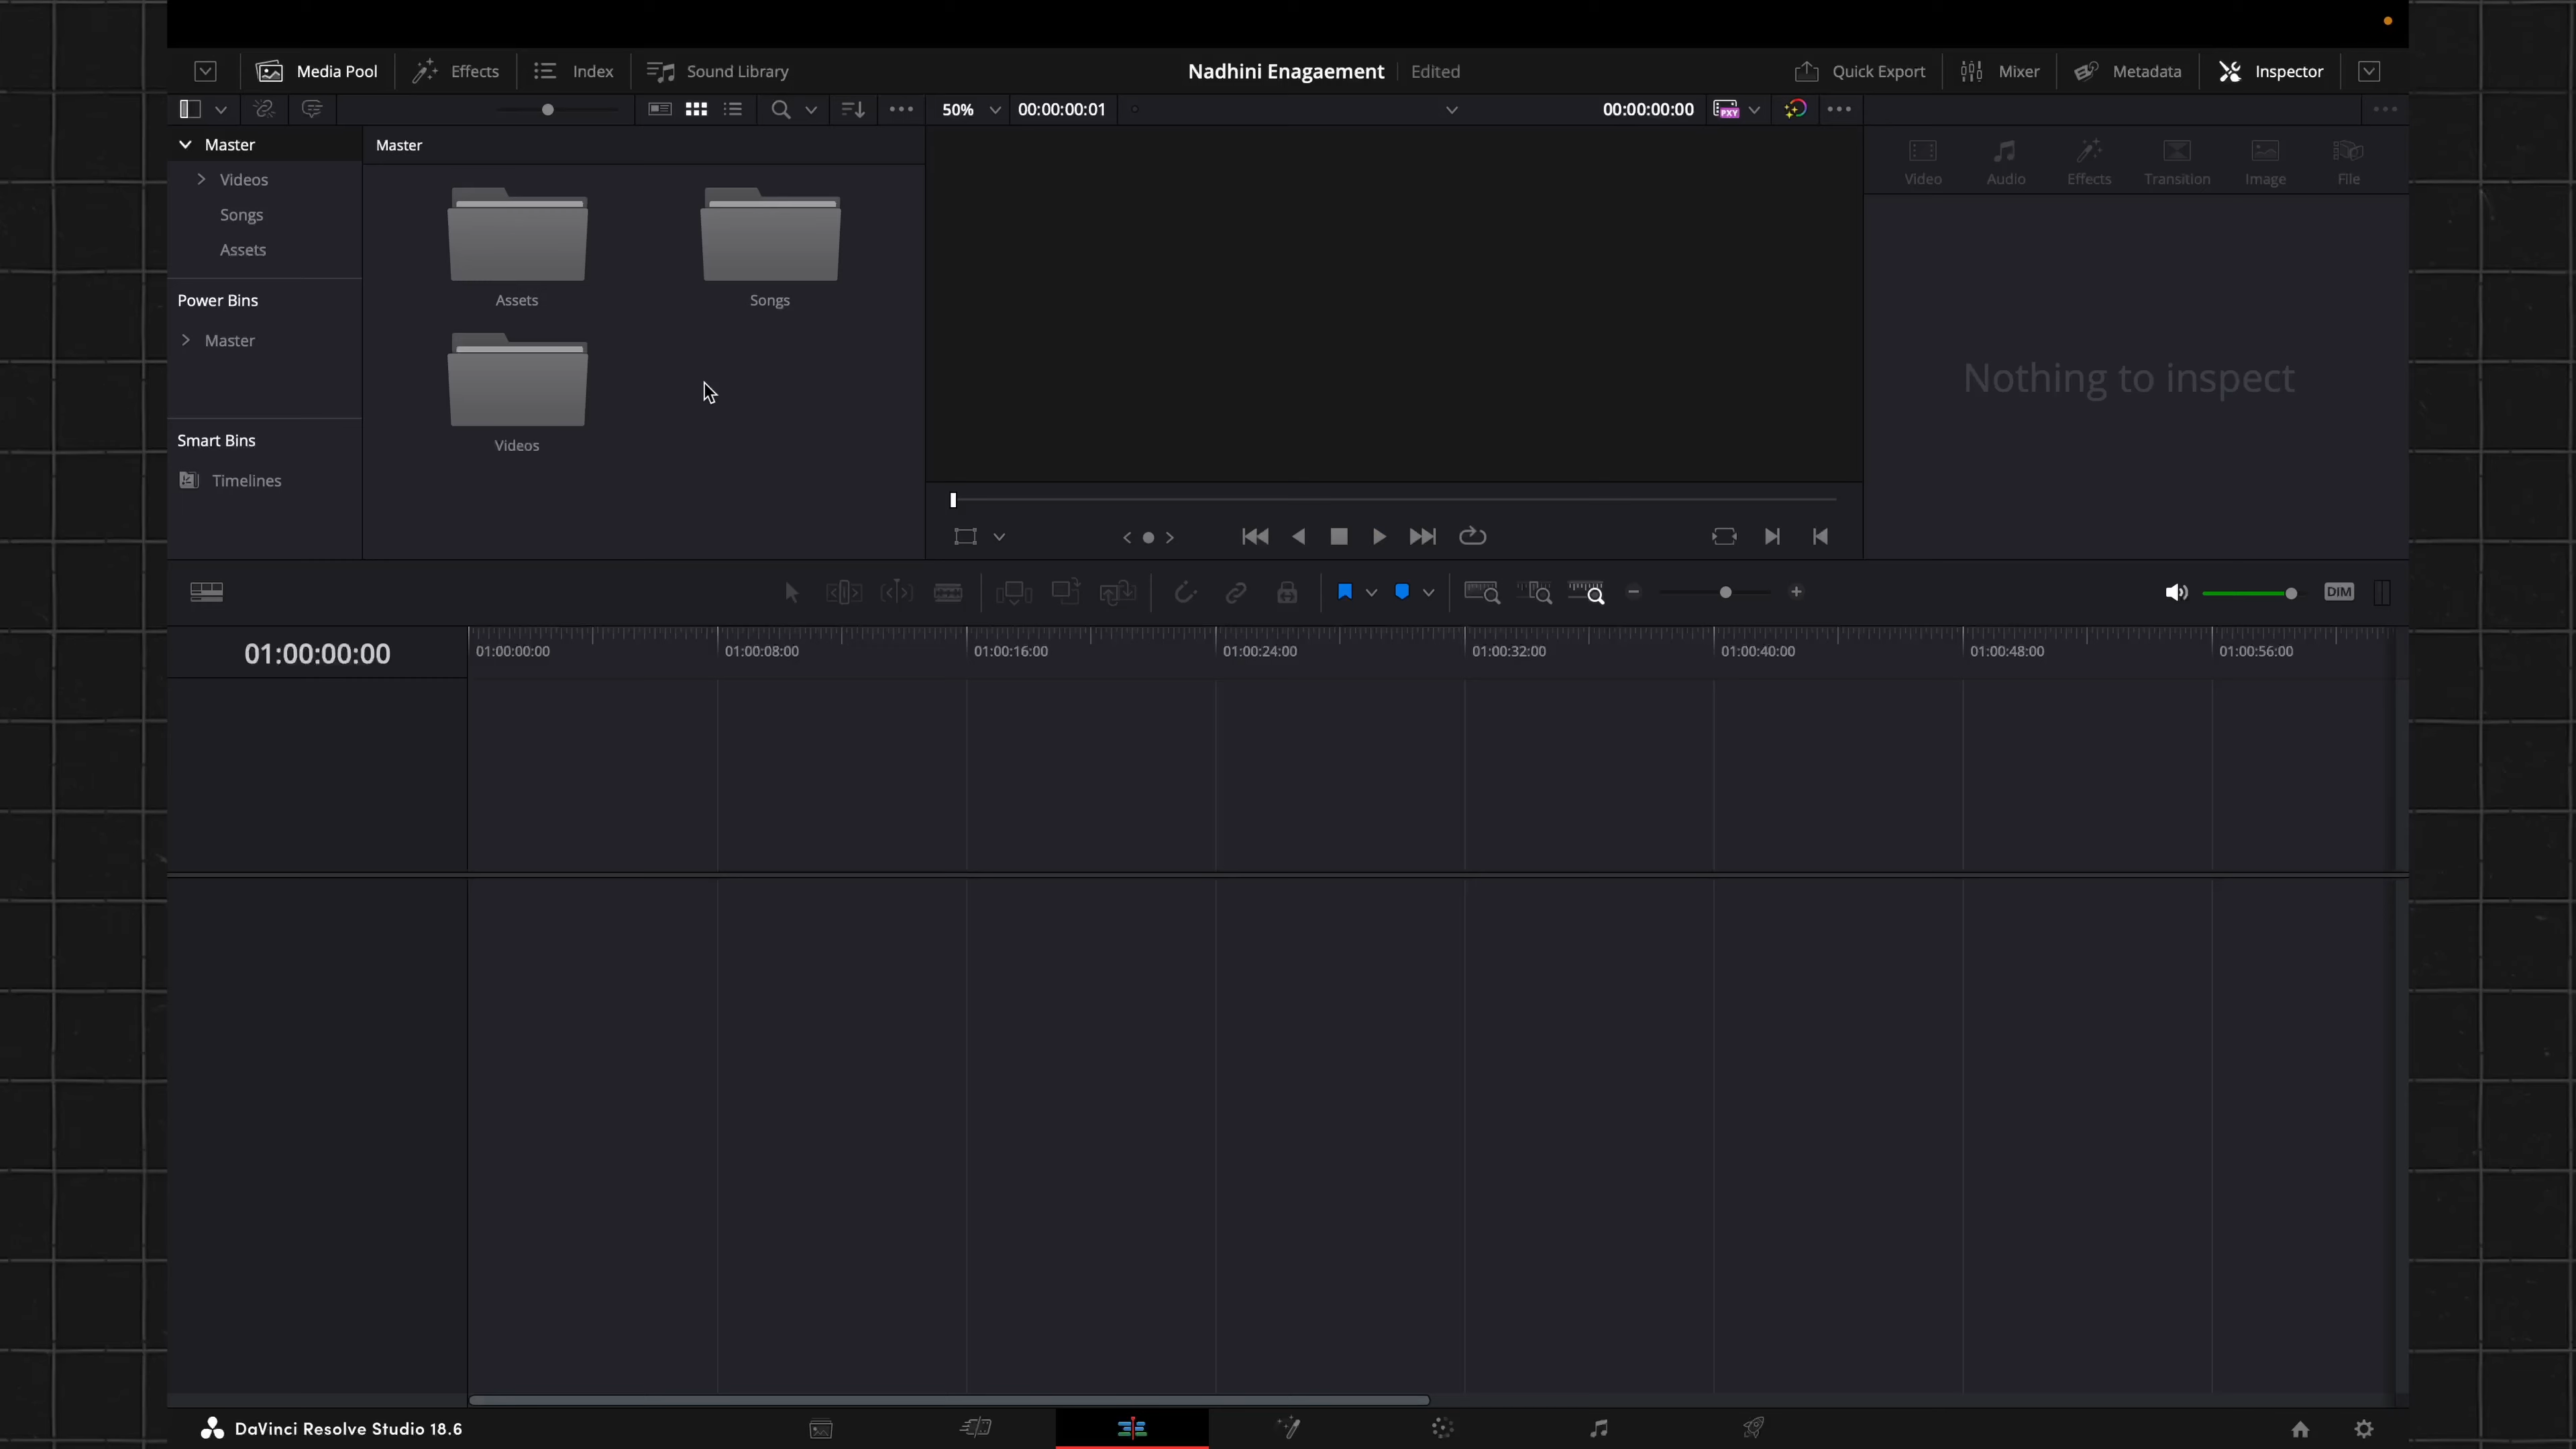 Media Pool Effects Index Sound Library Nadhini Enagaement Edited Quick Export Mixer Metadata Inspector
50% 00:00:00:01 00:00:00:00 PXY
Master
Videos
Songs
Assets
Power Bins
Master
Smart Bins
Timelines
Master
Assets Songs
Videos
Video Audio Effects Transition Image File
Nothing to inspect
DIM
01:00:00:00
01:00:00:00 01:00:08:00 01:00:16:00 01:00:24:00 01:00:32:00 01:00:40:00 01:00:48:00 01:00:56:00
DaVinci Resolve Studio 18.6